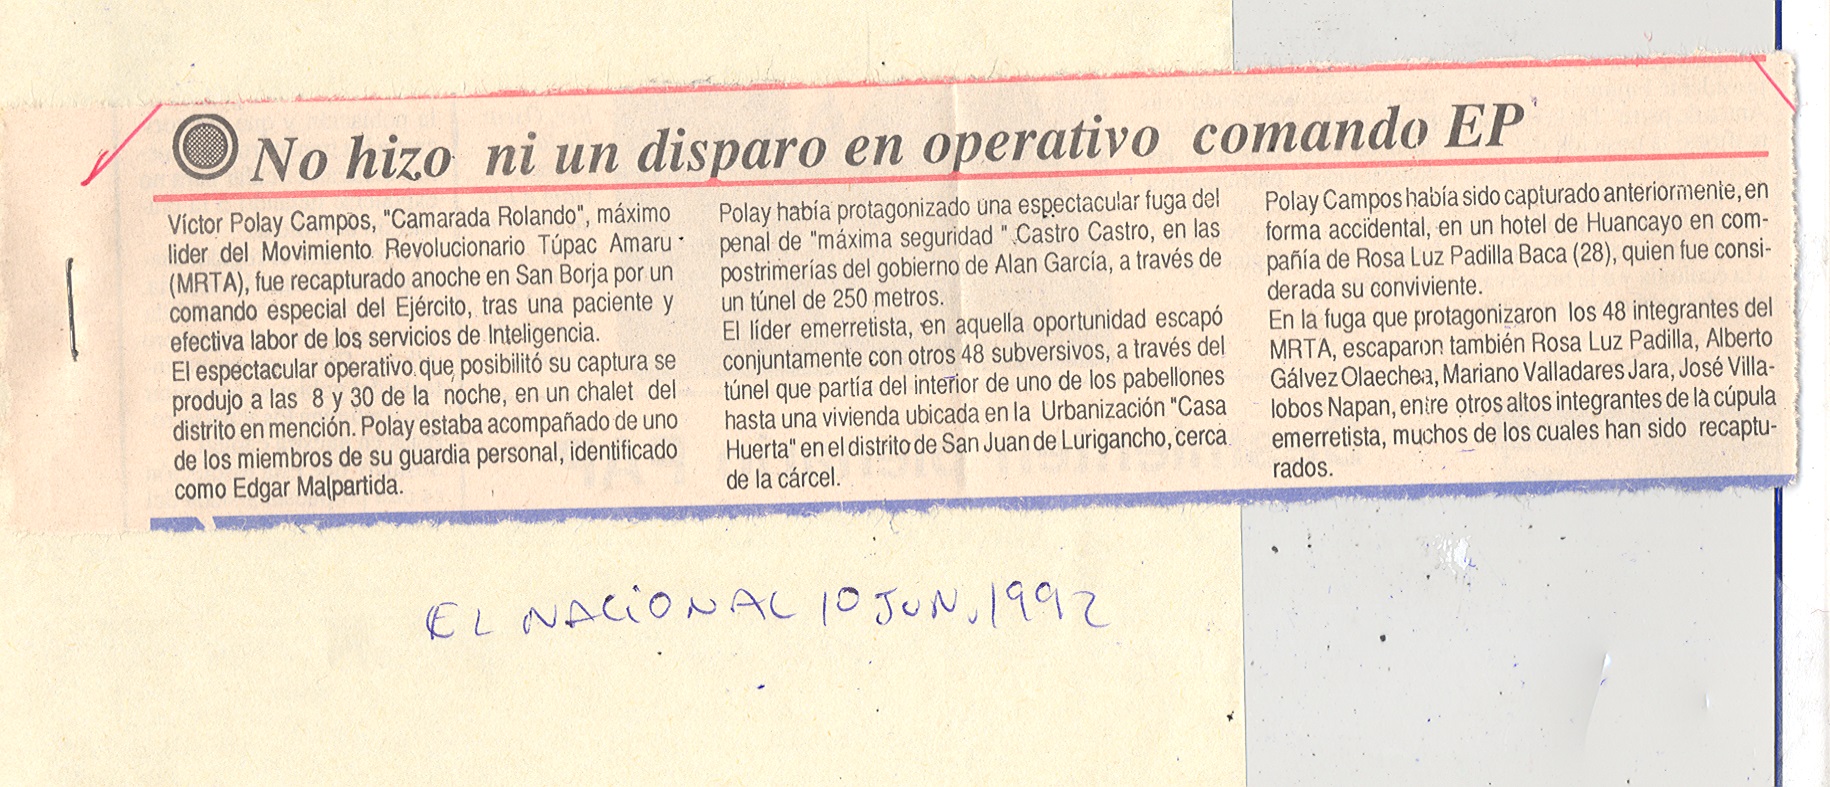 No hizo ni un disparo en operativo comando EP
Víctor Polay Campos, "Camarada Rolando", máximo
lider del Movimiento Revolucionario Túpac Amaru
(MRTA), fue recapturado anoche en San Borja por un
comando especial del Ejército, tras una paciente y
efectiva labor de los servicios de Inteligencia.
El espectacular operativo que posibilitó su captura se
produjo a las 8 y 30 de la noche, en un chalet del
distrito en mención. Polay estaba acompañado de uno
de los miembros de su guardia personal, identificado
como Edgar Malpartida.
Polay había protagonizado una espectacular fuga del
penal de "máxima seguridad " Castro Castro, en las
postrimerías del gobierno de Alan García, a través de
un túnel de 250 metros.
El líder emerretista, en aquella oportunidad escapó
conjuntamente con otros 48 subversivos, a través del
túnel que partía del interior de uno de los pabellones
hasta una vivienda ubicada en la Urbanización "Casa
Huerta" en el distrito de San Juan de Lurigancho, cerca
de la cárcel.
Polay Campos había sido capturado anteriormente, en
forma accidental, en un hotel de Huancayo en com-
pañía de Rosa Luz Padilla Baca (28), quien fue consi-
derada su conviviente.
En la fuga que protagonizaron los 48 integrantes del
MRTA, escaparon también Rosa Luz Padilla, Alberto
Gálvez Olaechea, Mariano Valladares Jara, José Villa-
lobos Napan, entre otros altos integrantes de la cúpula
emerretista, muchos de los cuales han sido recaptu-
rados.
EL NACIONAL 10 JUN. 1992